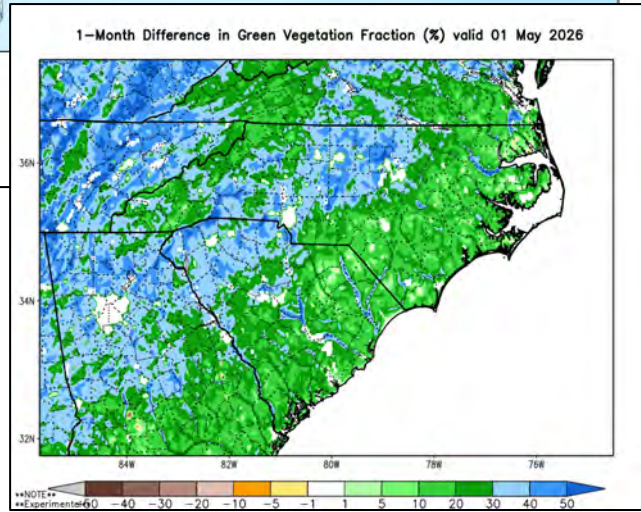 1-Month Difference in Green Vegetation Fraction (%) valid 01 May 2026
36N
34N
32N
84W
82W
80W
78W
76W
**NOTE**
**Experimental
-50 -40 -30 -20 -10 -5 -1 1 5 10 20 30 40 50